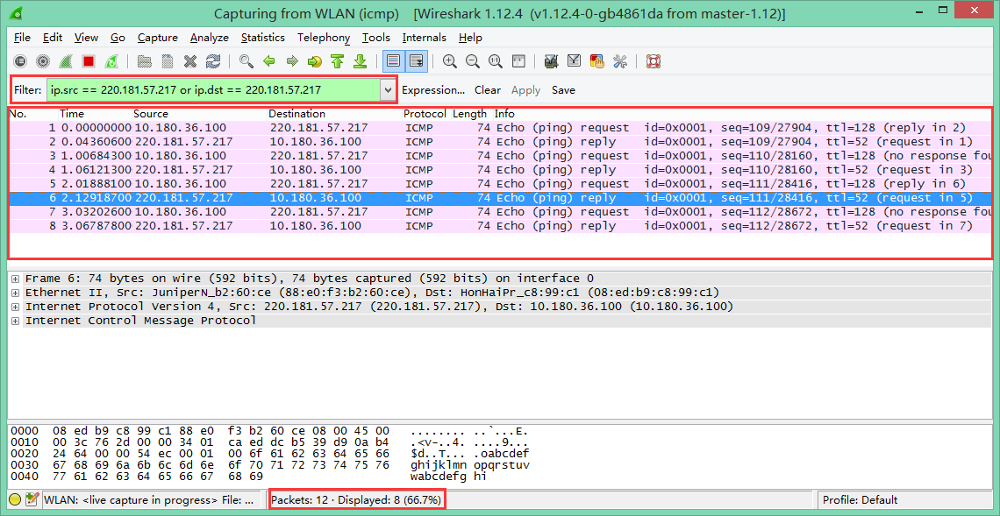 Capturing from WLAN (icmp) [Wireshark 1.12.4 (v1.12.4-0-gb4861da from master-1.12)]
File Edit View Go Capture Analyze Statistics Telephony Tools Internals Help
Filter: ip.src == 220.181.57.217 or ip.dst == 220.181.57.217 Expression... Clear Apply Save
No. Time Source Destination Protocol Length Info
1 0.00000000 10.180.36.100 220.181.57.217 ICMP 74 Echo (ping) request id=0x0001, seq=109/27904, ttl=128 (reply in 2)
2 0.04360600 220.181.57.217 10.180.36.100 ICMP 74 Echo (ping) reply id=0x0001, seq=109/27904, ttl=52 (request in 1)
3 1.00684300 10.180.36.100 220.181.57.217 ICMP 74 Echo (ping) request id=0x0001, seq=110/28160, ttl=128 (no response fou
4 1.06121300 220.181.57.217 10.180.36.100 ICMP 74 Echo (ping) reply id=0x0001, seq=110/28160, ttl=52 (request in 3)
5 2.01888100 10.180.36.100 220.181.57.217 ICMP 74 Echo (ping) request id=0x0001, seq=111/28416, ttl=128 (reply in 6)
6 2.12918700 220.181.57.217 10.180.36.100 ICMP 74 Echo (ping) reply id=0x0001, seq=111/28416, ttl=52 (request in 5)
7 3.03202600 10.180.36.100 220.181.57.217 ICMP 74 Echo (ping) request id=0x0001, seq=112/28672, ttl=128 (no response fou
8 3.06787800 220.181.57.217 10.180.36.100 ICMP 74 Echo (ping) reply id=0x0001, seq=112/28672, ttl=52 (request in 7)
Frame 6: 74 bytes on wire (592 bits), 74 bytes captured (592 bits) on interface 0
Ethernet II, Src: JuniperN_b2:60:ce (88:e0:f3:b2:60:ce), Dst: HonHaiPr_c8:99:c1 (08:ed:b9:c8:99:c1)
Internet Protocol Version 4, Src: 220.181.57.217 (220.181.57.217), Dst: 10.180.36.100 (10.180.36.100)
Internet Control Message Protocol
0000 08 ed b9 c8 99 c1 88 e0 f3 b2 60 ce 08 00 45 00 ........ ..`...E.
0010 00 3c 76 2d 00 00 34 01 ca ed dc b5 39 d9 0a b4 .<v-..4. ....9...
0020 24 64 00 00 54 ec 00 01 00 6f 61 62 63 64 65 66 $d..T... .oabcdef
0030 67 68 69 6a 6b 6c 6d 6e 6f 70 71 72 73 74 75 76 ghijklmn opqrstuv
0040 77 61 62 63 64 65 66 67 68 69 wabcdefg hi
WLAN: <live capture in progress> File: ... Packets: 12 · Displayed: 8 (66.7%) Profile: Default